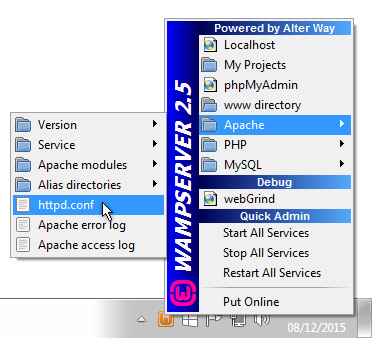 Powered by Alter Way
Localhost
My Projects
phpMyAdmin
www directory
Apache
PHP
MySQL
Debug
webGrind
Quick Admin
Start All Services
Stop All Services
Restart All Services
Put Online
WAMPSERVER 2.5
Version
Service
Apache modules
Alias directories
httpd.conf
Apache error log
Apache access log
08/12/2015